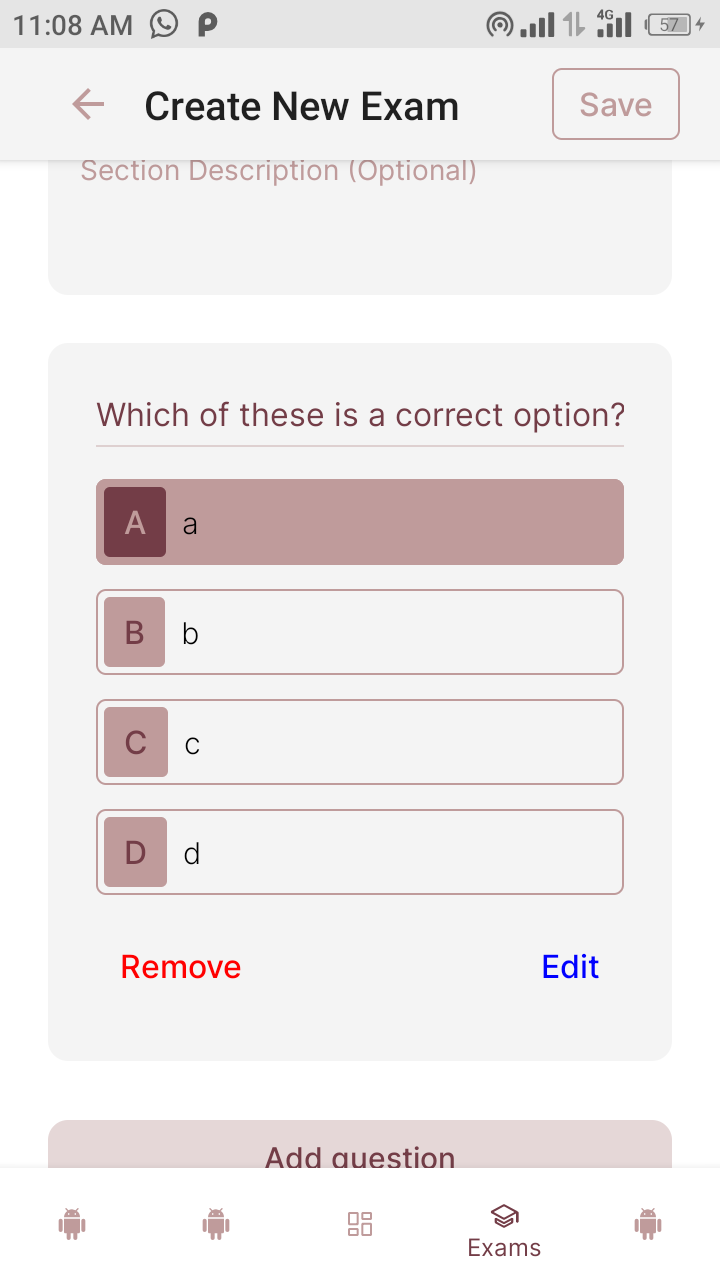 11:08 AM 4G 57
Create New Exam Save
Section Description (Optional)
Which of these is a correct option?
A a
B b
C c
D d
Remove Edit
Add question
Exams